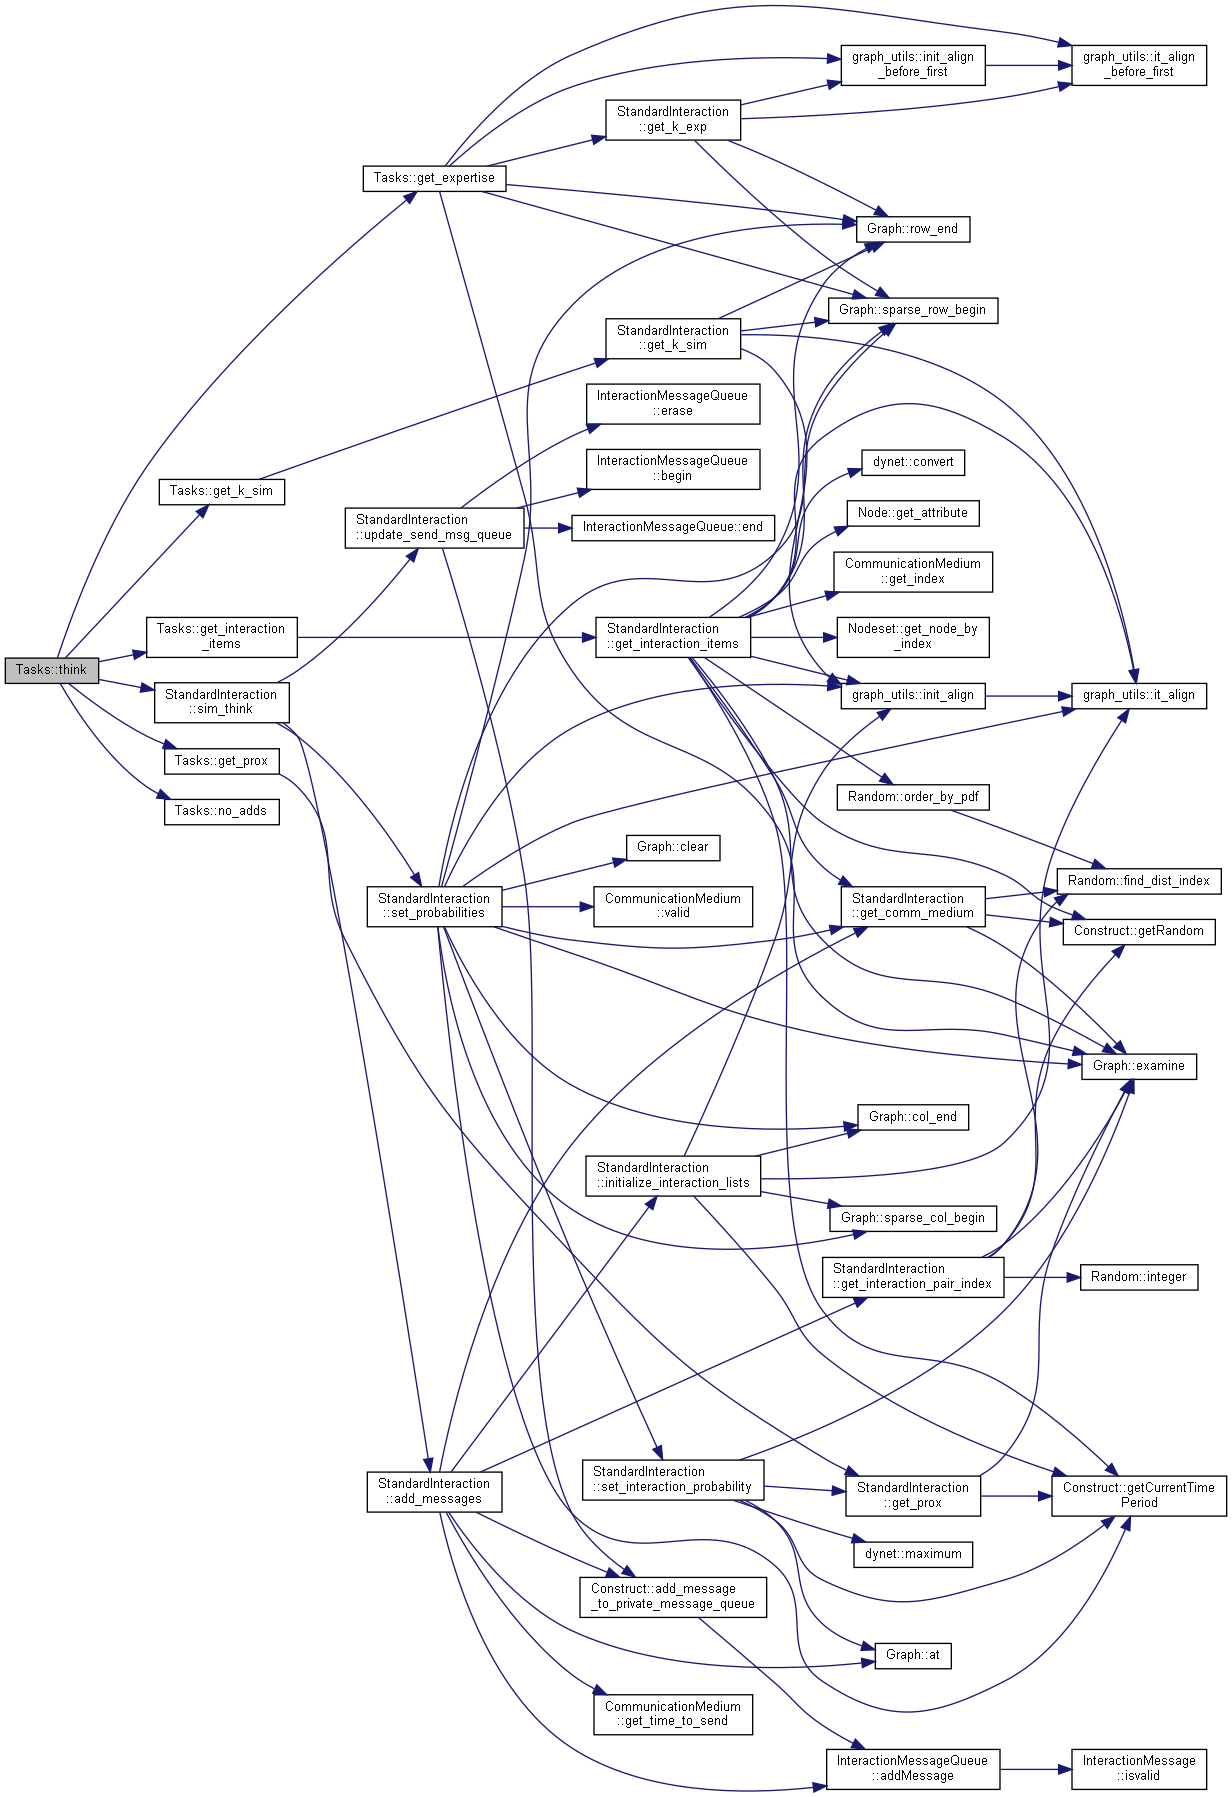 graph_utils::init_align
_before_first
graph_utils::it_align
_before_first
StandardInteraction
::get_k_exp
Tasks::get_expertise
Graph::row_end
Graph::sparse_row_begin
StandardInteraction
::get_k_sim
InteractionMessageQueue
::erase
InteractionMessageQueue
::begin
dynet::convert
Tasks::get_k_sim
Node::get_attribute
StandardInteraction
::update_send_msg_queue
InteractionMessageQueue::end
CommunicationMedium
::get_index
Tasks::get_interaction
_items
StandardInteraction
::get_interaction_items
Nodeset::get_node_by
_index
Tasks::think
StandardInteraction
::sim_think
graph_utils::init_align
graph_utils::it_align
Tasks::get_prox
Random::order_by_pdf
Tasks::no_adds
Graph::clear
Random::find_dist_index
StandardInteraction
::set_probabilities
CommunicationMedium
::valid
StandardInteraction
::get_comm_medium
Construct::getRandom
Graph::examine
Graph::col_end
StandardInteraction
::initialize_interaction_lists
Graph::sparse_col_begin
StandardInteraction
::get_interaction_pair_index
Random::integer
StandardInteraction
::add_messages
StandardInteraction
::set_interaction_probability
StandardInteraction
::get_prox
Construct::getCurrentTime
Period
dynet::maximum
Construct::add_message
_to_private_message_queue
Graph::at
CommunicationMedium
::get_time_to_send
InteractionMessageQueue
::addMessage
InteractionMessage
::isvalid